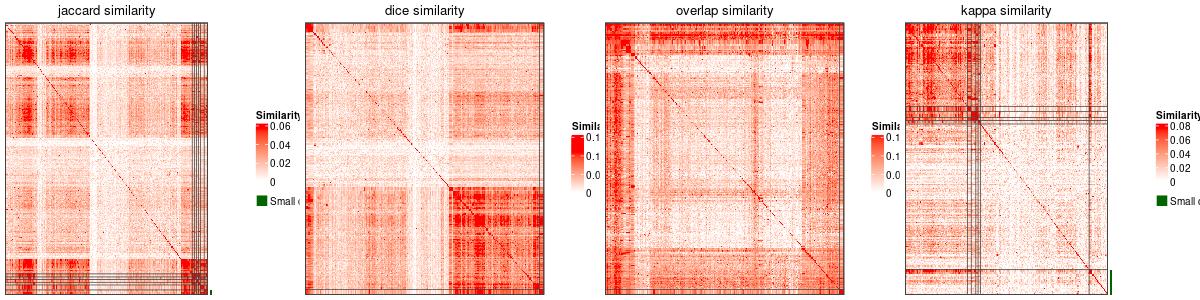 jaccard similarity
dice similarity
overlap similarity
kappa similarity
Similarity
0.06
0.04
0.02
0
Small
Simila
0.1
0.1
0
Simila
0.1
0.1
0
Similarity
0.08
0.06
0.04
0.02
0
Small